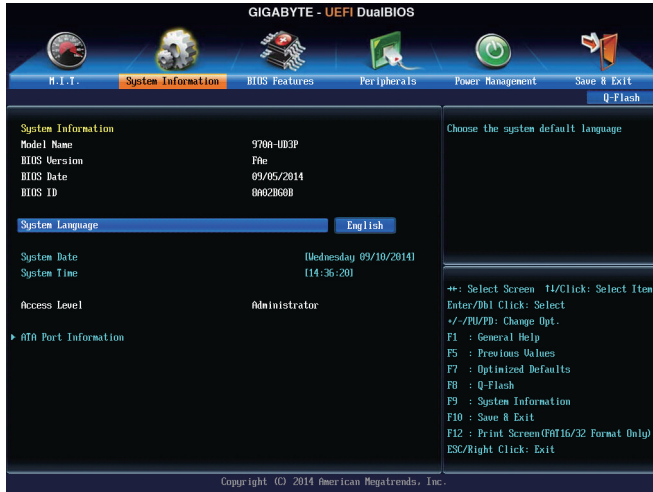 GIGABYTE - UEFI DualBIOS
M.I.T. System Information BIOS Features Peripherals Power Management Save & Exit
Q-Flash
System Information
Model Name 970A-UD3P
BIOS Version FAe
BIOS Date 09/05/2014
BIOS ID 8A02BG0B
System Language English
System Date [Wednesday 09/10/2014]
System Time [14:36:20]
Access Level Administrator
ATA Port Information
Choose the system default language
→←: Select Screen ↑↓/Click: Select Item
Enter/Dbl Click: Select
+/-/PU/PD: Change Opt.
F1 : General Help
F5 : Previous Values
F7 : Optimized Defaults
F8 : Q-Flash
F9 : System Information
F10 : Save & Exit
F12 : Print Screen(FAT16/32 Format Only)
ESC/Right Click: Exit
Copyright (C) 2014 American Megatrends, Inc.